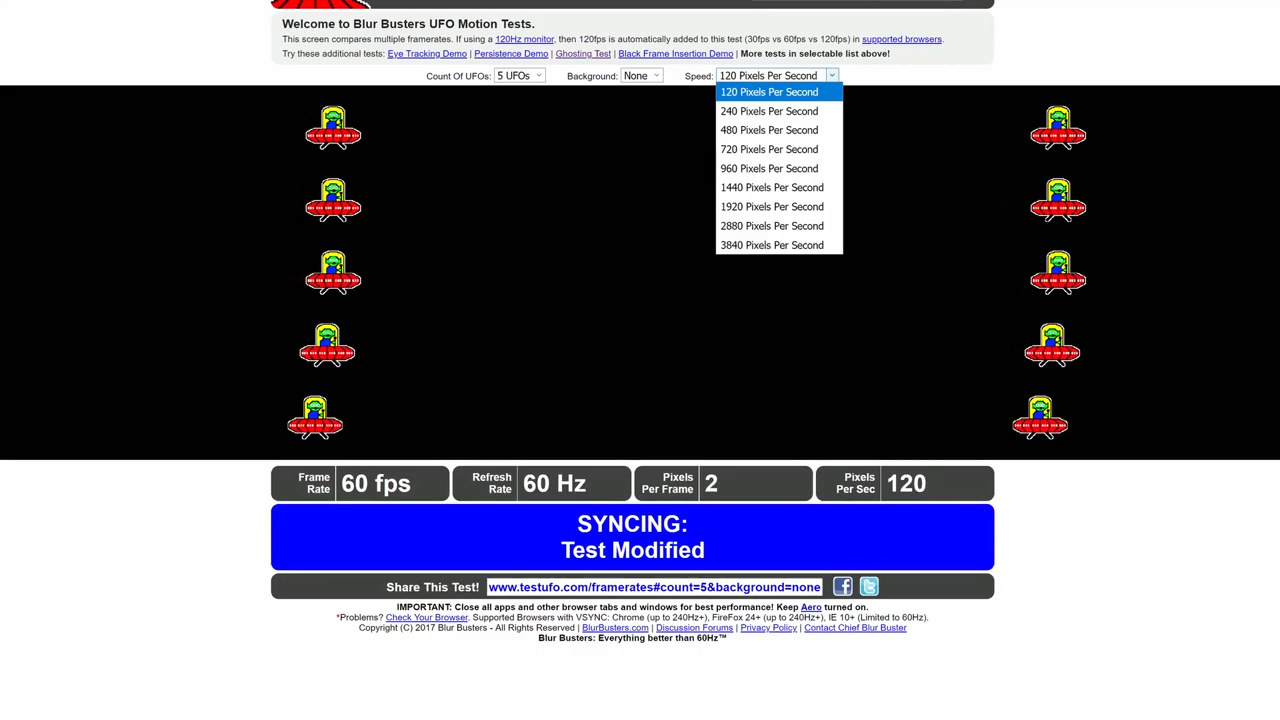 Welcome to Blur Busters UFO Motion Tests.
This screen compares multiple framerates. If using a 120Hz monitor, then 120fps is automatically added to this test (30fps vs 60fps vs 120fps) in supported browsers.
Try these additional tests: Eye Tracking Demo | Persistence Demo | Ghosting Test | Black Frame Insertion Demo | More tests in selectable list above!
Count Of UFOs: 5 UFOs Background: None Speed: 120 Pixels Per Second
120 Pixels Per Second
240 Pixels Per Second
480 Pixels Per Second
720 Pixels Per Second
960 Pixels Per Second
1440 Pixels Per Second
1920 Pixels Per Second
2880 Pixels Per Second
3840 Pixels Per Second
Frame Rate 60 fps Refresh Rate 60 Hz Pixels Per Frame 2 Pixels Per Sec 120
SYNCING:
Test Modified
Share This Test! www.testufo.com/framerates#count=5&background=none
IMPORTANT: Close all apps and other browser tabs and windows for best performance! Keep Aero turned on.
*Problems? Check Your Browser. Supported Browsers with VSYNC: Chrome (up to 240Hz+), FireFox 24+ (up to 240Hz+), IE 10+ (Limited to 60Hz).
Copyright (C) 2017 Blur Busters - All Rights Reserved | BlurBusters.com | Discussion Forums | Privacy Policy | Contact Chief Blur Buster
Blur Busters: Everything better than 60Hz™